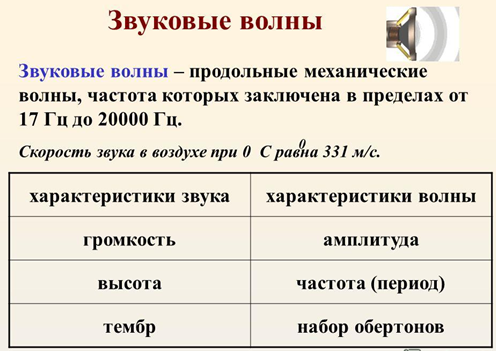 Звуковые волны
Звуковые волны – продольные механические
волны, частота которых заключена в пределах от
17 Гц до 20000 Гц.
Скорость звука в воздухе при 0 ⁰С равна 331 м/с.
характеристики звука характеристики волны
громкость амплитуда
высота частота (период)
тембр набор обертонов